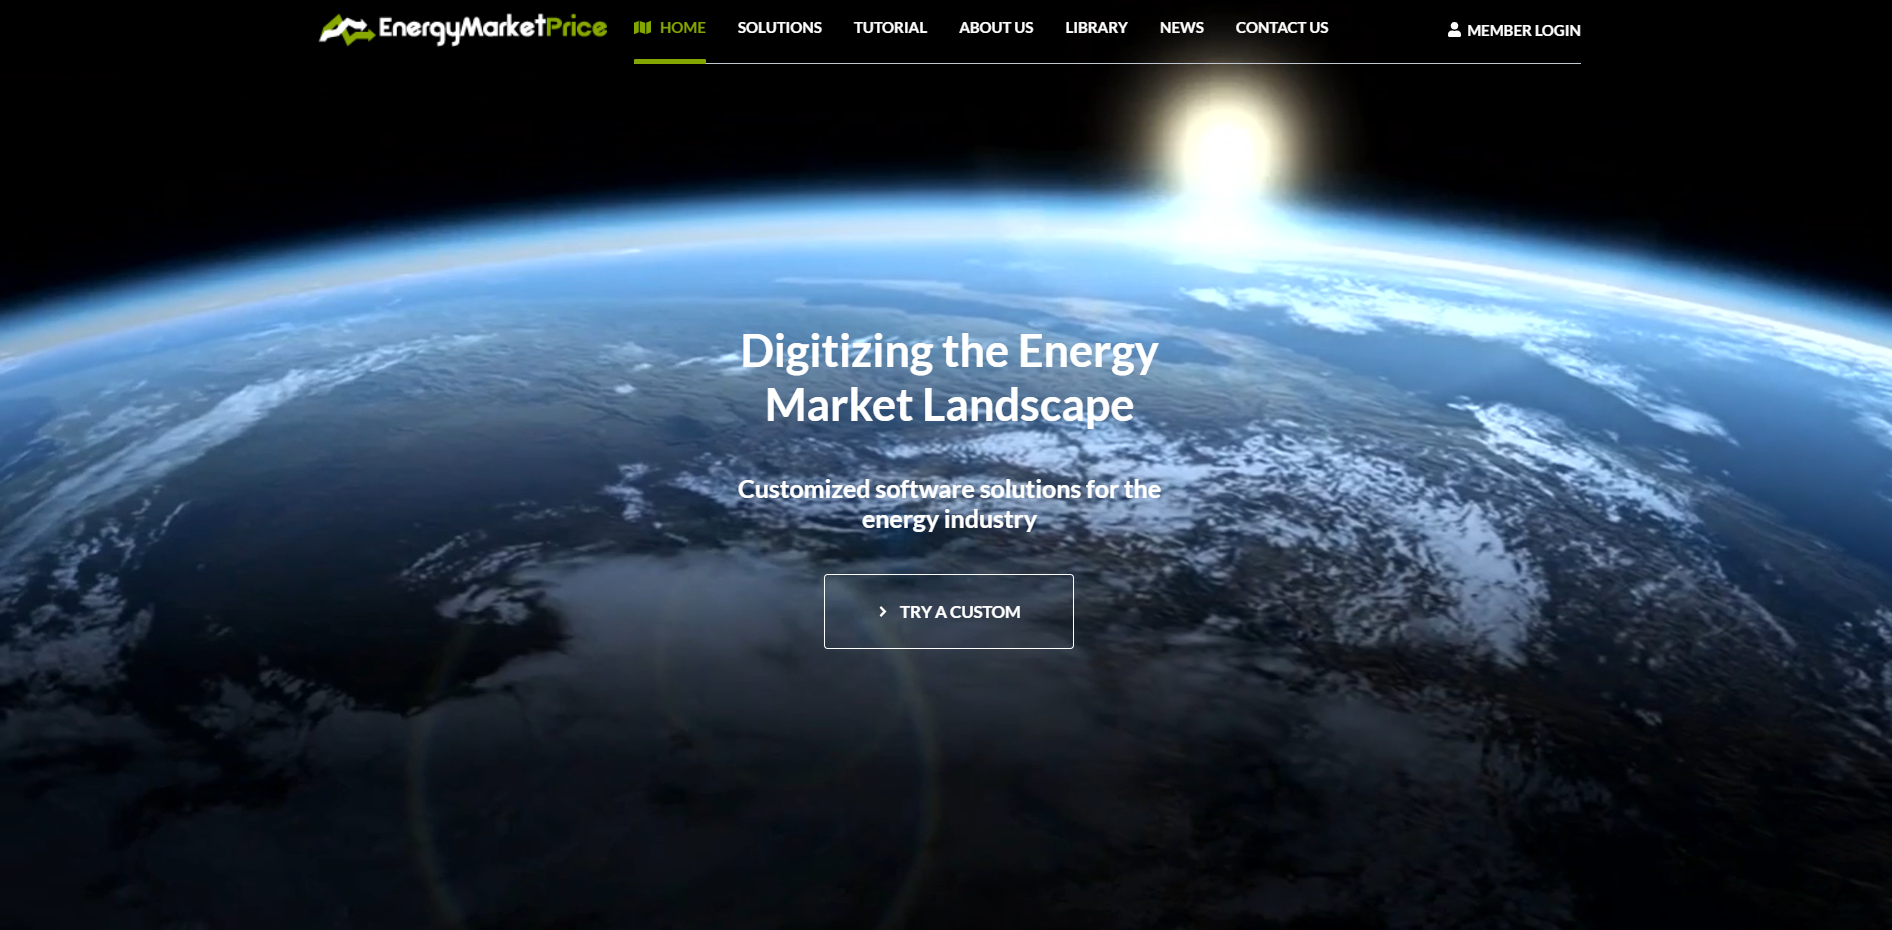 EnergyMarketPrice
HOME SOLUTIONS TUTORIAL ABOUT US LIBRARY NEWS CONTACT US MEMBER LOGIN
Digitizing the Energy
Market Landscape
Customized software solutions for the
energy industry
TRY A CUSTOM